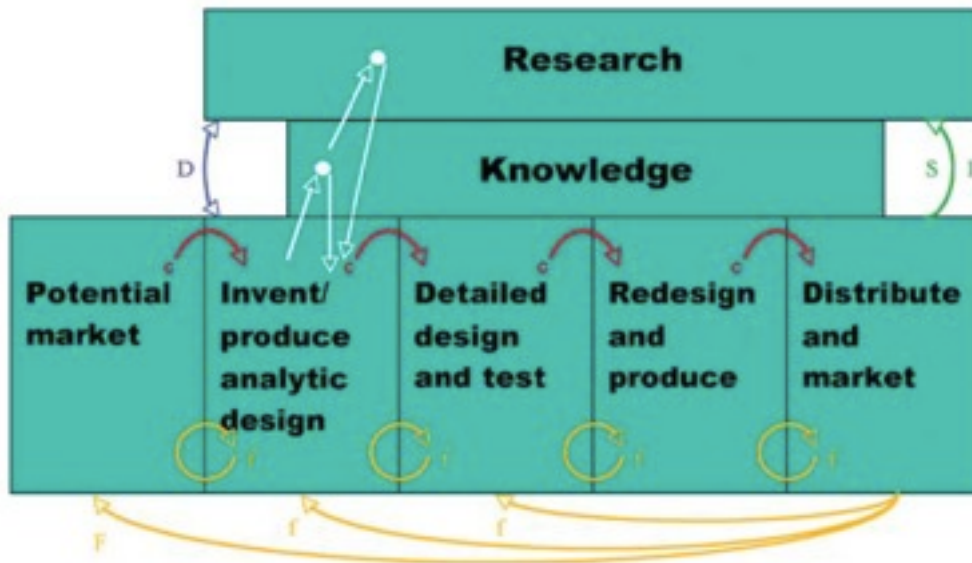 Research
D
Knowledge
S
I
c
c
c
c
Potential
market
Invent/
produce
analytic
design
Detailed
design
and test
Redesign
and
produce
Distribute
and
market
f
f
f
f
F
f
f